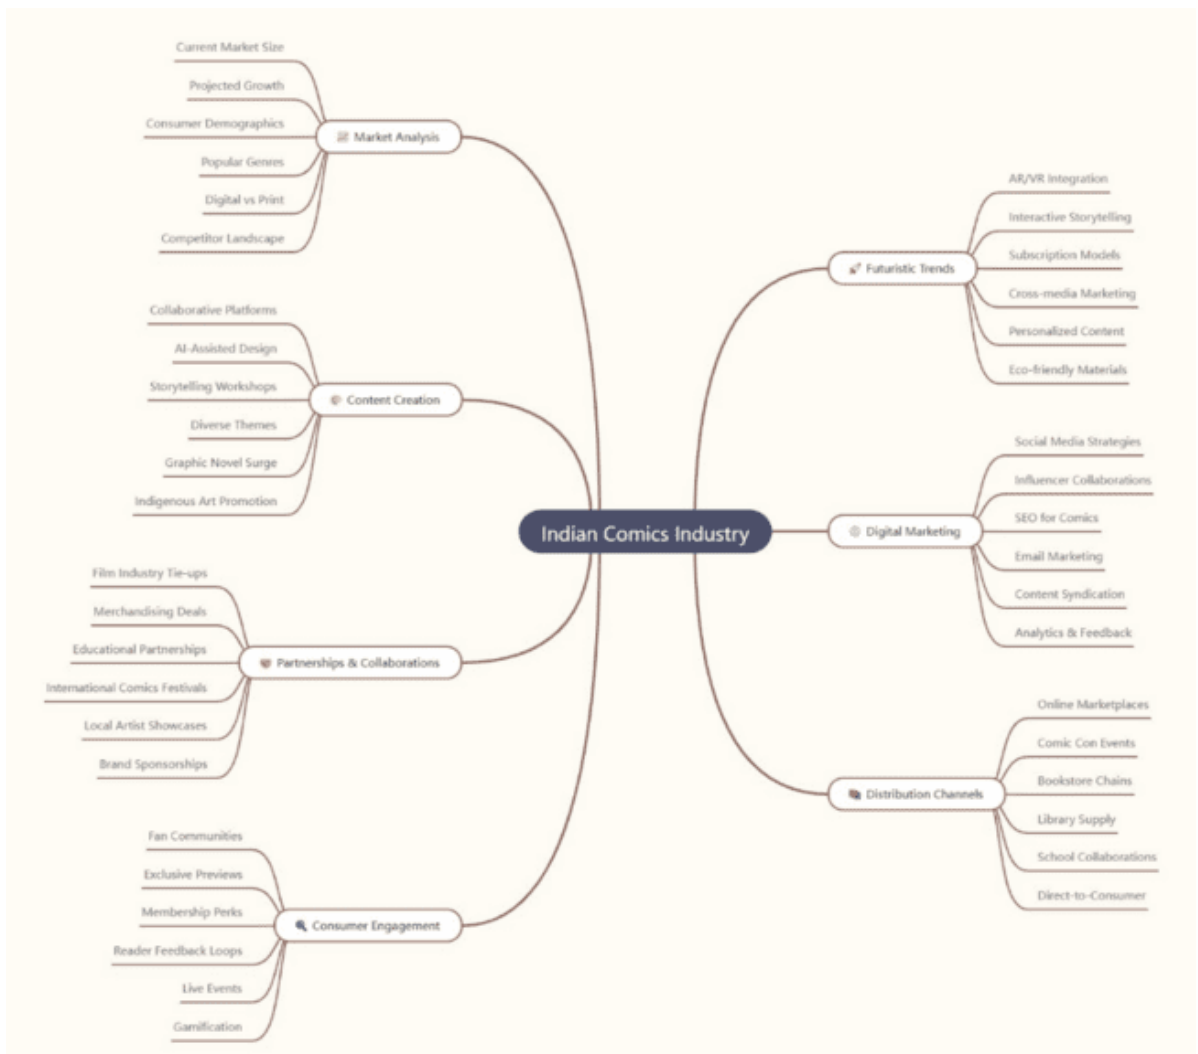 Indian Comics Industry
Market Analysis
Current Market Size
Projected Growth
Consumer Demographics
Popular Genres
Digital vs Print
Competitor Landscape
Content Creation
Collaborative Platforms
AI-Assisted Design
Storytelling Workshops
Diverse Themes
Graphic Novel Surge
Indigenous Art Promotion
Partnerships & Collaborations
Film Industry Tie-ups
Merchandising Deals
Educational Partnerships
International Comics Festivals
Local Artist Showcases
Brand Sponsorships
Consumer Engagement
Fan Communities
Exclusive Previews
Membership Perks
Reader Feedback Loops
Live Events
Gamification
Futuristic Trends
AR/VR Integration
Interactive Storytelling
Subscription Models
Cross-media Marketing
Personalized Content
Eco-friendly Materials
Digital Marketing
Social Media Strategies
Influencer Collaborations
SEO for Comics
Email Marketing
Content Syndication
Analytics & Feedback
Distribution Channels
Online Marketplaces
Comic Con Events
Bookstore Chains
Library Supply
School Collaborations
Direct-to-Consumer